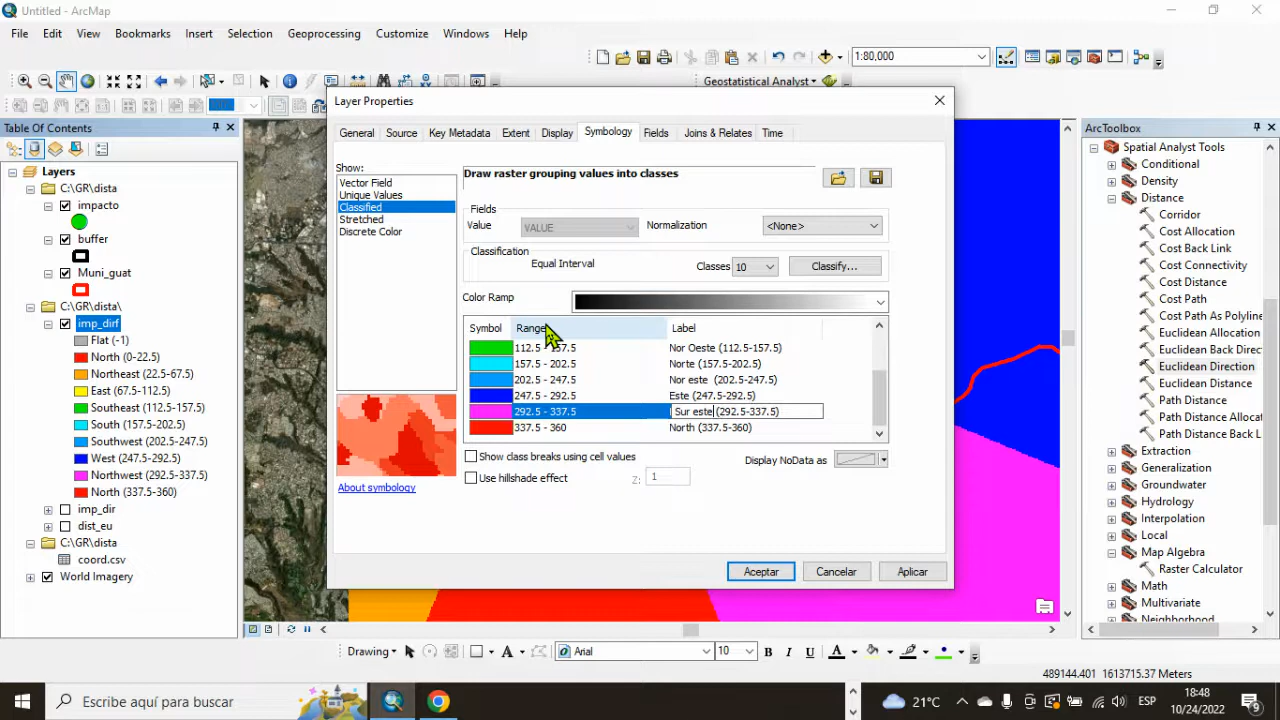 Untitled - ArcMap
File Edit View Bookmarks Insert Selection Geoprocessing Customize Windows Help
1:80,000
Geostatistical Analyst
Table Of Contents
Layers
C:\GR\dista
impacto
buffer
Muni_guat
C:\GR\dista\
imp_dirf
Flat (-1)
North (0-22.5)
Northeast (22.5-67.5)
East (67.5-112.5)
Southeast (112.5-157.5)
South (157.5-202.5)
Southwest (202.5-247.5)
West (247.5-292.5)
Northwest (292.5-337.5)
North (337.5-360)
imp_dir
dist_eu
C:\GR\dista
coord.csv
World Imagery
Layer Properties
General Source Key Metadata Extent Display Symbology Fields Joins & Relates Time
Show:
Vector Field
Unique Values
Classified
Stretched
Discrete Color
About symbology
Draw raster grouping values into classes
Fields
Value VALUE Normalization <None>
Classification
Equal Interval Classes 10 Classify...
Color Ramp
Symbol Range Label
112.5 - 157.5 Nor Oeste (112.5-157.5)
157.5 - 202.5 Norte (157.5-202.5)
202.5 - 247.5 Nor este (202.5-247.5)
247.5 - 292.5 Este (247.5-292.5)
292.5 - 337.5 Sur este (292.5-337.5)
337.5 - 360 North (337.5-360)
Show class breaks using cell values
Display NoData as
Use hillshade effect Z: 1
Aceptar Cancelar Aplicar
ArcToolbox
Spatial Analyst Tools
Conditional
Density
Distance
Corridor
Cost Allocation
Cost Back Link
Cost Connectivity
Cost Distance
Cost Path
Cost Path As Polyline
Euclidean Allocation
Euclidean Back Direc
Euclidean Direction
Euclidean Distance
Path Distance
Path Distance Alloca
Path Distance Back L
Extraction
Generalization
Groundwater
Hydrology
Interpolation
Local
Map Algebra
Raster Calculator
Math
Multivariate
Neighborhood
Drawing A Arial 10 B I U A
489144.401 1613715.37 Meters
Escribe aquí para buscar
21°C ESP 18:48
10/24/2022 9